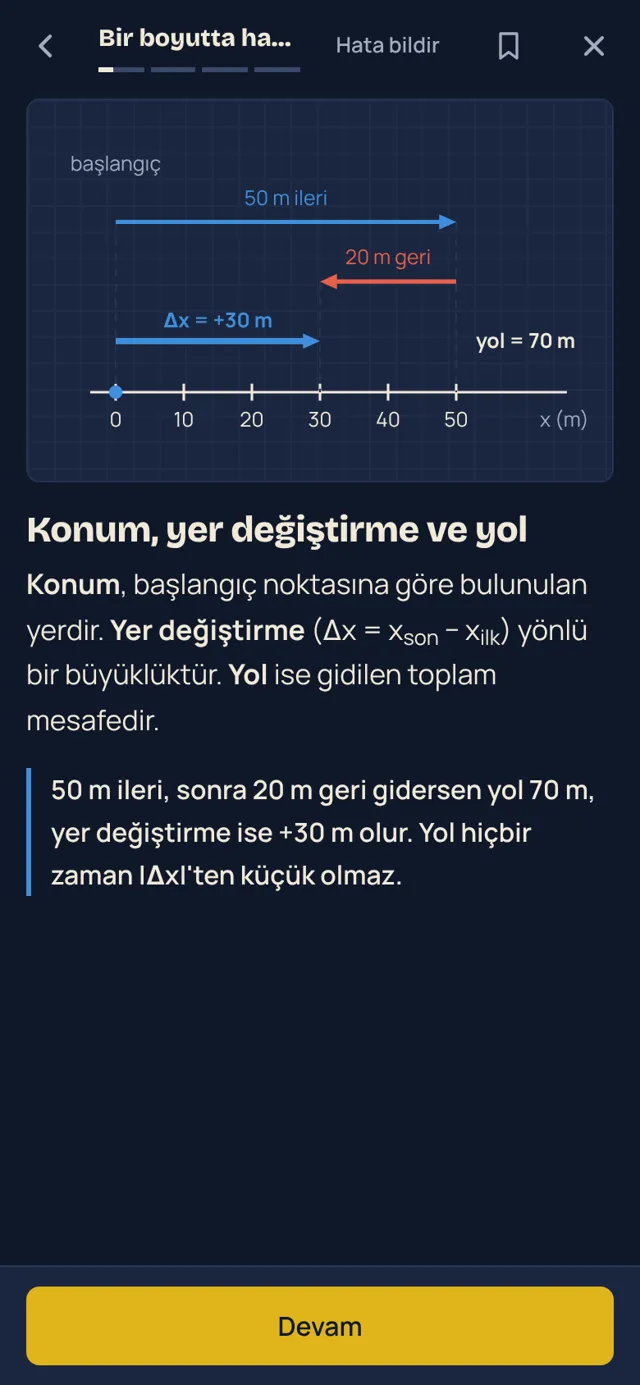 Bir boyutta ha...
Hata bildir
başlangıç
50 m ileri
20 m geri
Δx = +30 m
yol = 70 m
0 10 20 30 40 50 x (m)
Konum, yer değiştirme ve yol
Konum, başlangıç noktasına göre bulunulan
yerdir. Yer değiştirme (Δx = xson − xilk) yönlü
bir büyüklüktür. Yol ise gidilen toplam
mesafedir.
50 m ileri, sonra 20 m geri gidersen yol 70 m,
yer değiştirme ise +30 m olur. Yol hiçbir
zaman |Δx|'ten küçük olmaz.
Devam